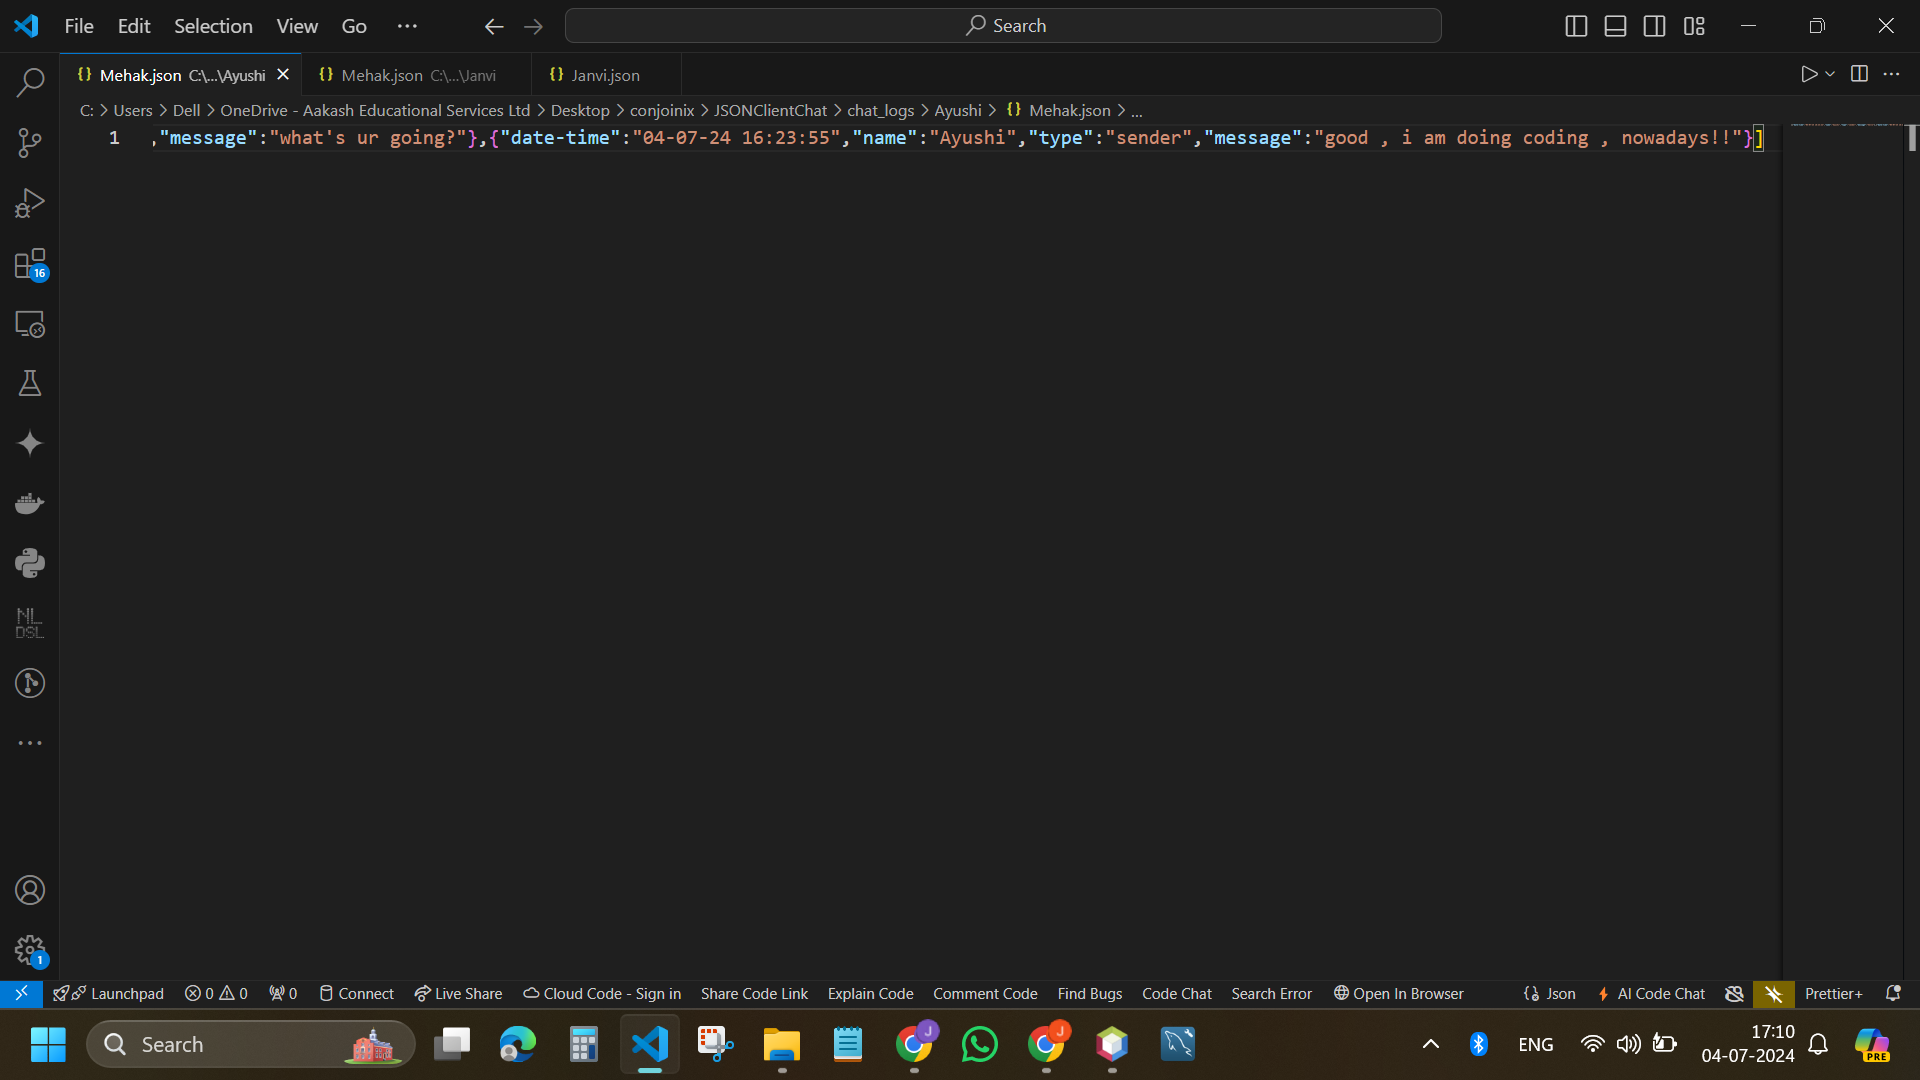 File Edit Selection View Go ··· Search
{} Mehak.json C:\...\Ayushi {} Mehak.json C:\...\Janvi {} Janvi.json
C: > Users > Dell > OneDrive - Aakash Educational Services Ltd > Desktop > conjoinix > JSONClientChat > chat_logs > Ayushi > {} Mehak.json > ...
1 ,"message":"what's ur going?"},{"date-time":"04-07-24 16:23:55","name":"Ayushi","type":"sender","message":"good , i am doing coding , nowadays!!"}]
16
NL
DSL
1
Launchpad 0 0 0 Connect Live Share Cloud Code - Sign in Share Code Link Explain Code Comment Code Find Bugs Code Chat Search Error Open In Browser Json AI Code Chat Prettier+
Search J J ENG 17:10
04-07-2024
PRE